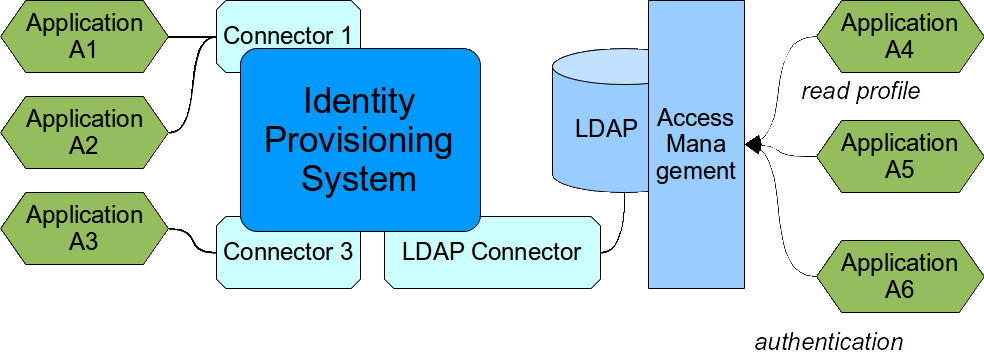 Application
A1
Connector 1
Application
A2
Identity
Provisioning
System
Application
A3
Connector 3
LDAP Connector
LDAP
Access
Mana
gement
Application
A4
read profile
Application
A5
Application
A6
authentication